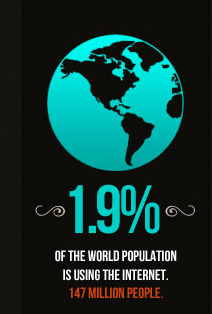 1.9%
OF THE WORLD POPULATION
IS USING THE INTERNET.
147 MILLION PEOPLE.